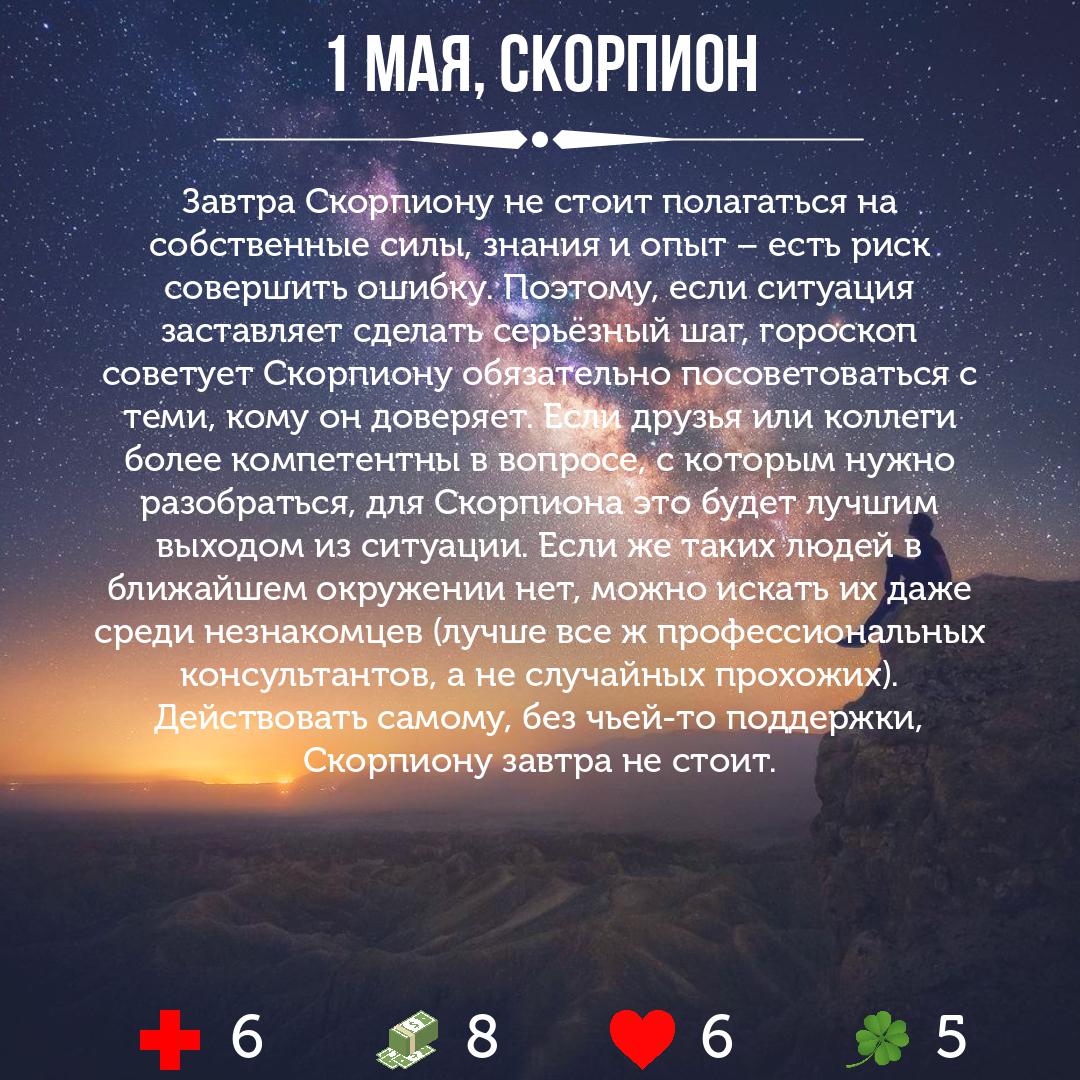 1 МАЯ, СКОРПИОН
Завтра Скорпиону не стоит полагаться на
собственные силы, знания и опыт – есть риск
совершить ошибку. Поэтому, если ситуация
заставляет сделать серьёзный шаг, гороскоп
советует Скорпиону обязательно посоветоваться с
теми, кому он доверяет. Если друзья или коллеги
более компетентны в вопросе, с которым нужно
разобраться, для Скорпиона это будет лучшим
выходом из ситуации. Если же таких людей в
ближайшем окружении нет, можно искать их даже
среди незнакомцев (лучше все ж профессиональных
консультантов, а не случайных прохожих).
Действовать самому, без чьей-то поддержки,
Скорпиону завтра не стоит.
6 8 6 5